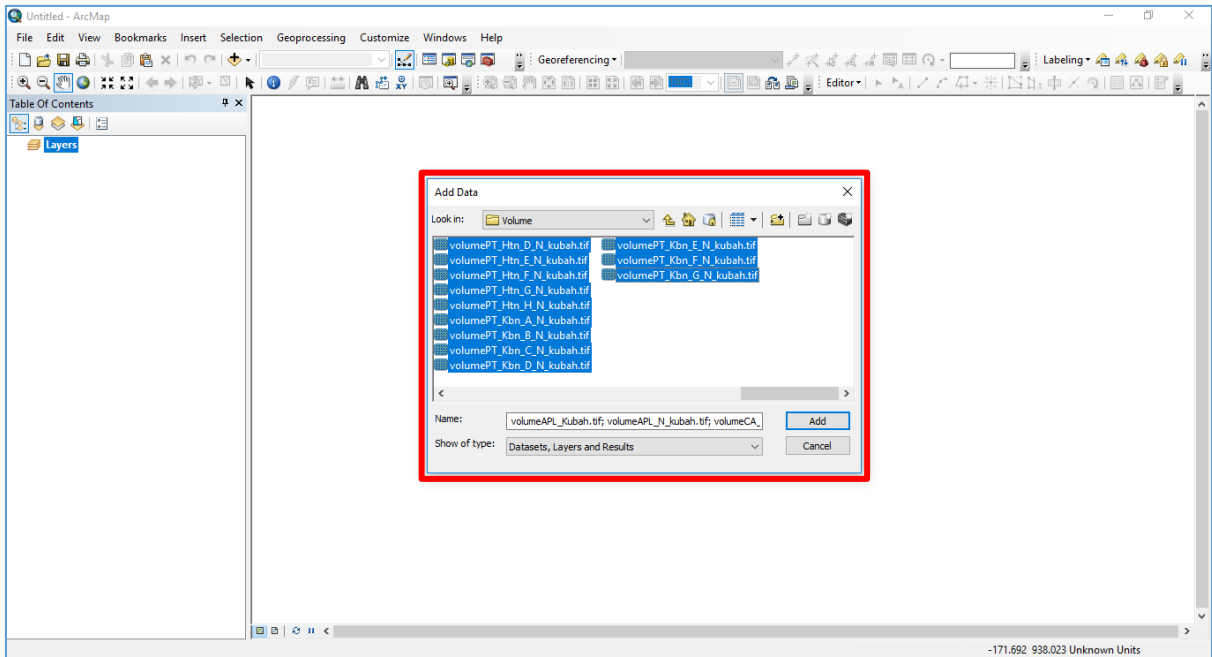 Untitled - ArcMap
File Edit View Bookmarks Insert Selection Geoprocessing Customize Windows Help
Georeferencing
Labeling
Editor
Table Of Contents
Layers
Add Data
Look in: Volume
volumePT_Htn_D_N_kubah.tif volumePT_Kbn_E_N_kubah.tif
volumePT_Htn_E_N_kubah.tif volumePT_Kbn_F_N_kubah.tif
volumePT_Htn_F_N_kubah.tif volumePT_Kbn_G_N_kubah.tif
volumePT_Htn_G_N_kubah.tif
volumePT_Htn_H_N_kubah.tif
volumePT_Kbn_A_N_kubah.tif
volumePT_Kbn_B_N_kubah.tif
volumePT_Kbn_C_N_kubah.tif
volumePT_Kbn_D_N_kubah.tif
Name: volumeAPL_Kubah.tif; volumeAPL_N_kubah.tif; volumeCA_ Add
Show of type: Datasets, Layers and Results Cancel
-171.692 938.023 Unknown Units